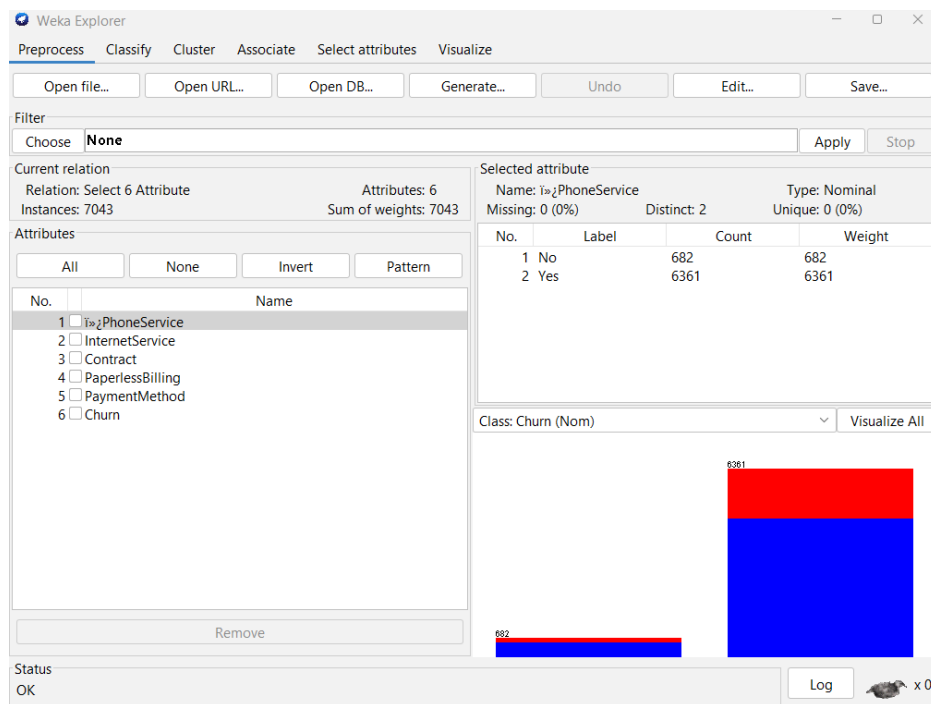 Weka Explorer
Preprocess Classify Cluster Associate Select attributes Visualize
Open file... Open URL... Open DB... Generate... Undo Edit... Save...
Filter
Choose None Apply Stop
Current relation
Relation: Select 6 Attribute Attributes: 6
Instances: 7043 Sum of weights: 7043
Attributes
All None Invert Pattern
No. Name
1 ï»¿PhoneService
2 InternetService
3 Contract
4 PaperlessBilling
5 PaymentMethod
6 Churn
Remove
Selected attribute
Name: ï»¿PhoneService Type: Nominal
Missing: 0 (0%) Distinct: 2 Unique: 0 (0%)
No. Label Count Weight
1 No 682 682
2 Yes 6361 6361
Class: Churn (Nom) Visualize All
6361
682
Status
OK
Log x 0